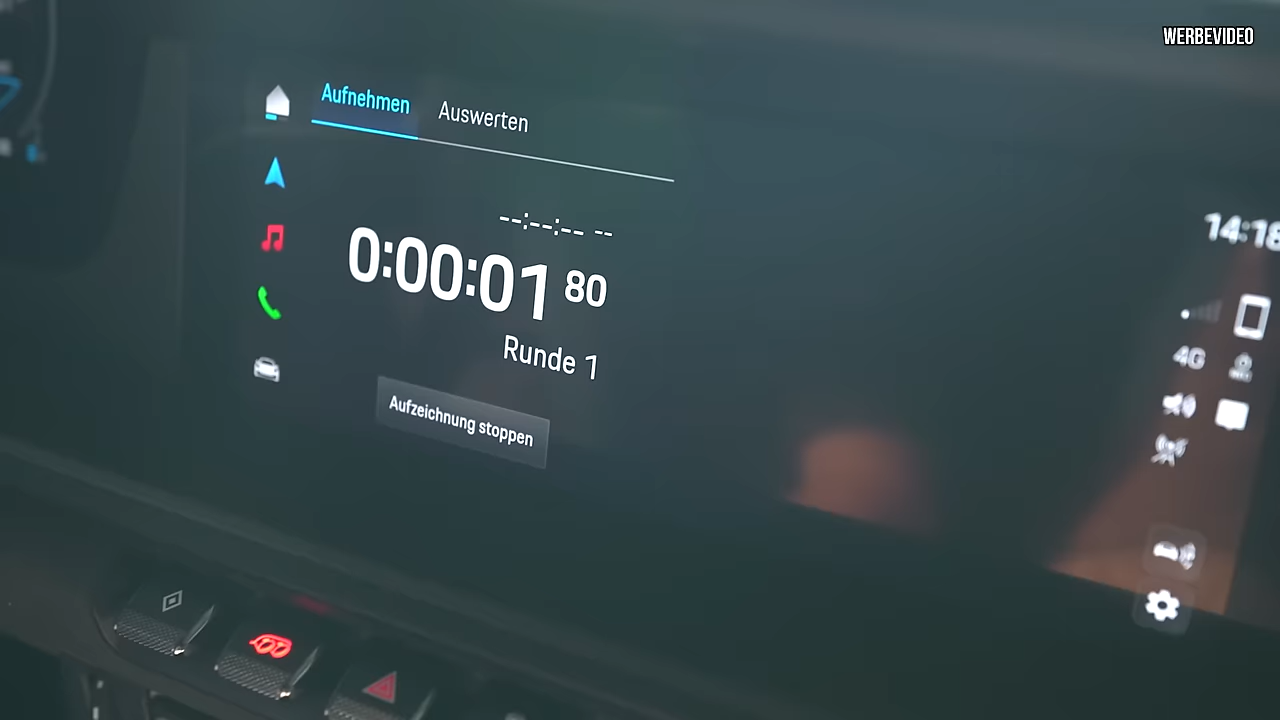 WERBEVIDEO
Aufnehmen Auswerten
--:--:-- --
0:00:01 80
Runde 1
Aufzeichnung stoppen
14:18
4G